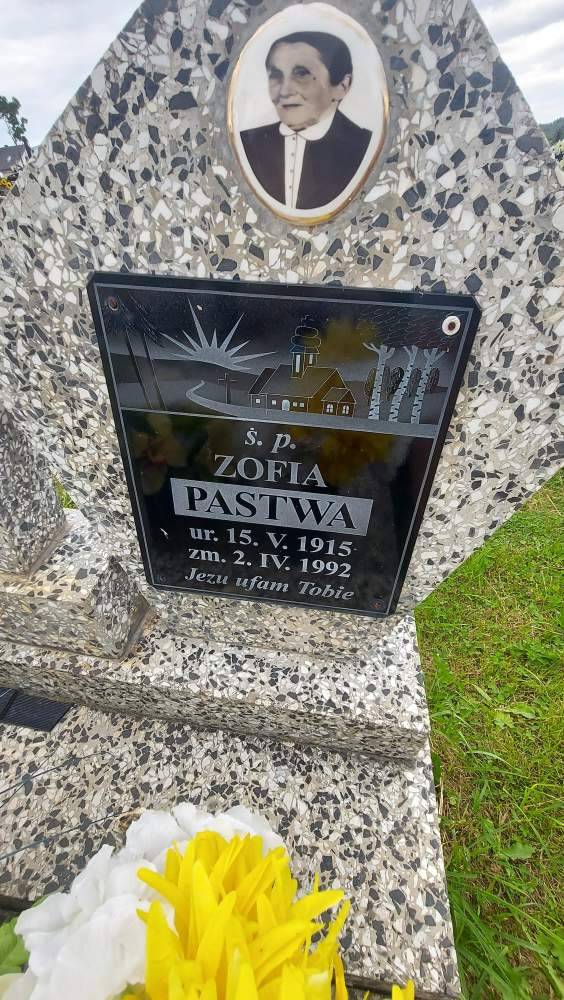 ś. p.
ZOFIA
PASTWA
ur. 15. V. 1915
zm. 2. IV. 1992
Jezu ufam Tobie